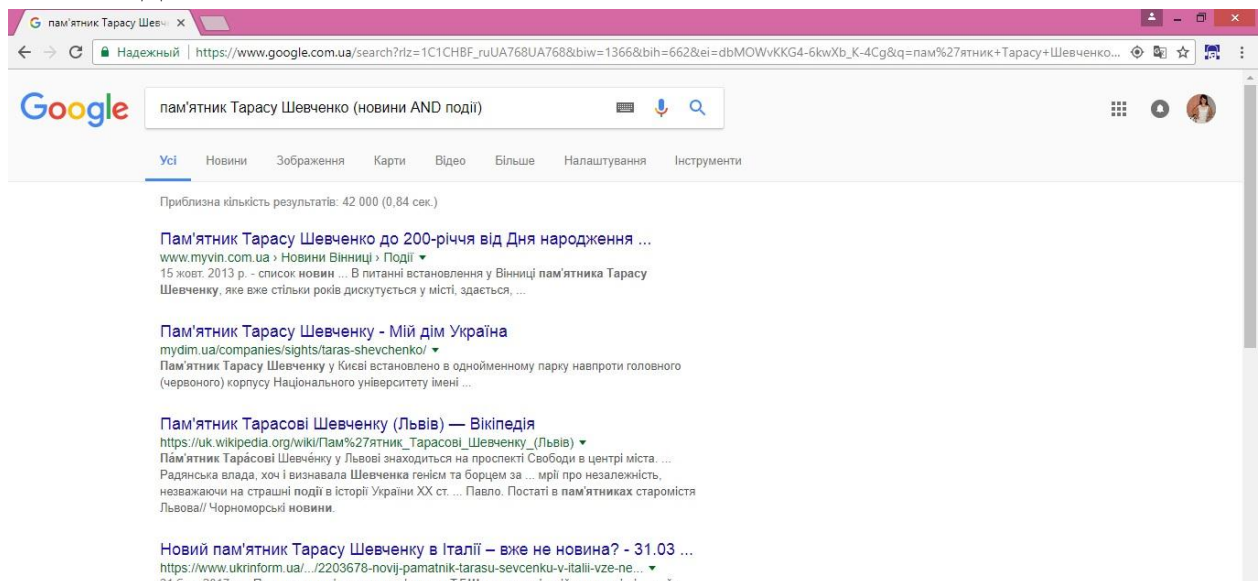 пам'ятник Тарасу Шевч
Надежный | https://www.google.com.ua/search?rlz=1C1CHBF_ruUA768UA768&biw=1366&bih=662&ei=dbMOWvKKG4-6kwXb_K-4Cg&q=пам%27ятник+Тарасу+Шевченко...
Google
пам'ятник Тарасу Шевченко (новини AND події)
Усі Новини Зображення Карти Відео Більше Налаштування Інструменти
Приблизна кількість результатів: 42 000 (0,84 сек.)
Пам'ятник Тарасу Шевченко до 200-річчя від Дня народження ...
www.myvin.com.ua › Новини Вінниці › Події
15 жовт. 2013 р. - список новин ... В питанні встановлення у Вінниці пам'ятника Тарасу
Шевченку, яке вже стільки років дискутується у місті, здається, ...
Пам'ятник Тарасу Шевченку - Мій дім Україна
mydim.ua/companies/sights/taras-shevchenko/
Пам'ятник Тарасу Шевченку у Києві встановлено в однойменному парку навпроти головного
(червоного) корпусу Національного університету імені ...
Пам'ятник Тарасові Шевченку (Львів) — Вікіпедія
https://uk.wikipedia.org/wiki/Пам%27ятник_Тарасові_Шевченку_(Львів)
Па́м'ятник Тара́сові Шевче́нку у Львові знаходиться на проспекті Свободи в центрі міста. ...
Радянська влада, хоч і визнавала Шевченка генієм та борцем за ... мрії про незалежність,
незважаючи на страшні події в історії України XX ст. ... Павло. Постаті в пам'ятниках старомістя
Львова// Чорноморські новини.
Новий пам'ятник Тарасу Шевченку в Італії – вже не новина? - 31.03 ...
https://www.ukrinform.ua/.../2203678-novij-pamatnik-tarasu-sevcenku-v-italii-vze-ne...